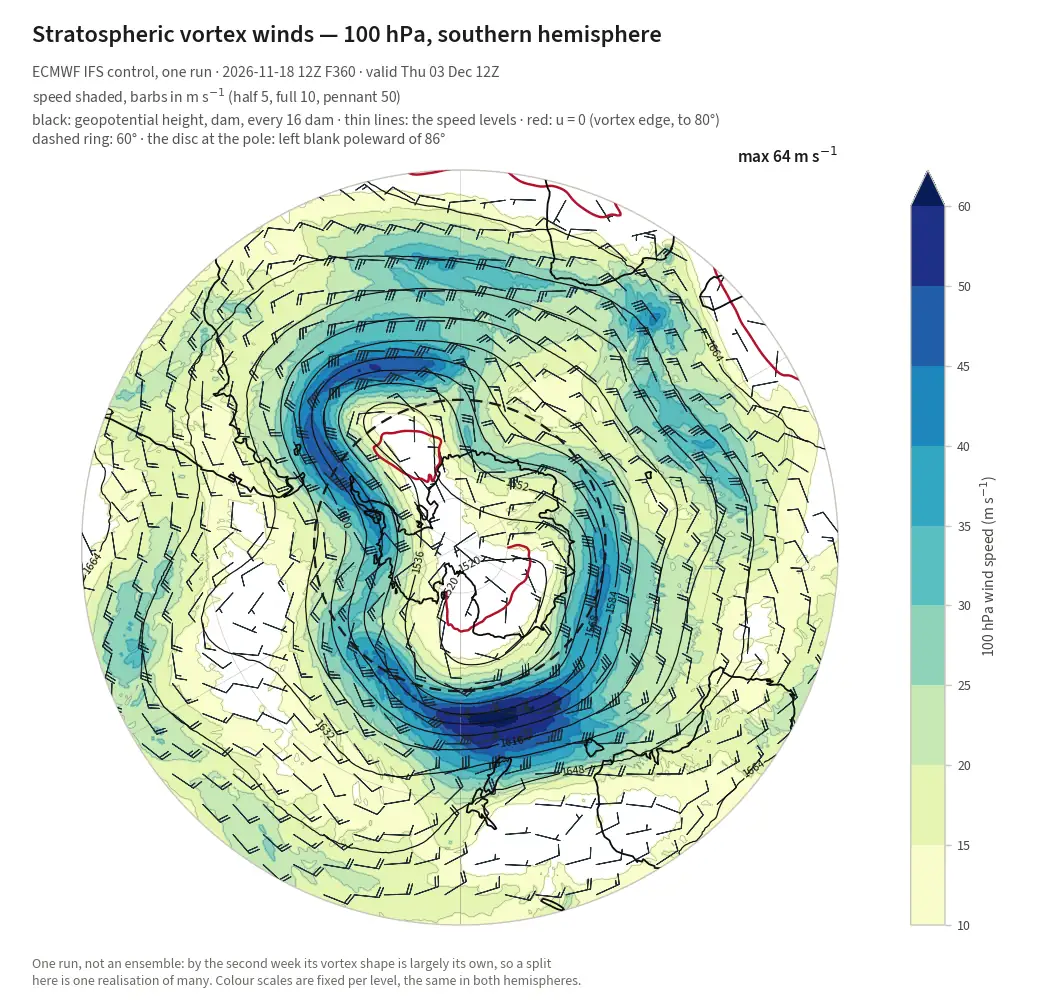 Stratospheric vortex winds — 100 hPa, southern hemisphere
ECMWF IFS control, one run · 2026-11-18 12Z F360 · valid Thu 03 Dec 12Z
speed shaded, barbs in m s⁻¹ (half 5, full 10, pennant 50)
black: geopotential height, dam, every 16 dam · thin lines: the speed levels · red: u = 0 (vortex edge, to 80°)
dashed ring: 60° · the disc at the pole: left blank poleward of 86°
max 64 m s⁻¹
60
50
45
40
35
30
25
20
15
10
100 hPa wind speed (m s⁻¹)
1664
1552
1600
1664
1536
1520
1520
1584
1568
1632
1616
1648
1664
One run, not an ensemble: by the second week its vortex shape is largely its own, so a split
here is one realisation of many. Colour scales are fixed per level, the same in both hemispheres.